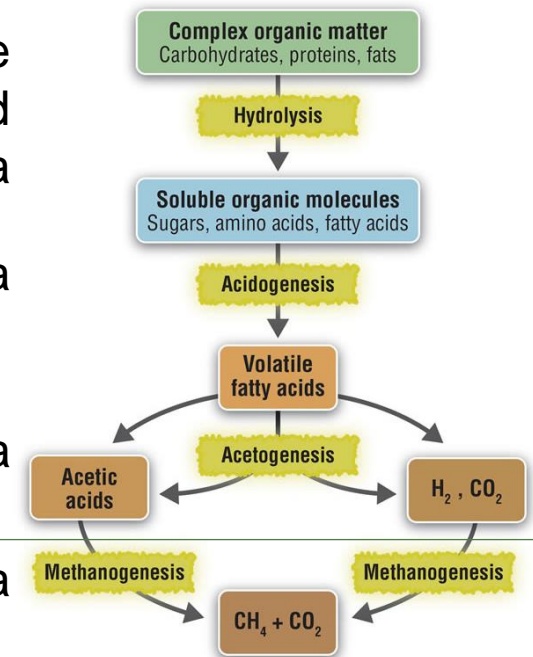 Complex organic matter
Carbohydrates, proteins, fats
e
d
Hydrolysis
a
Soluble organic molecules
Sugars, amino acids, fatty acids
a
Acidogenesis
Volatile
fatty acids
a
Acetogenesis
Acetic
acids
H₂ , CO₂
a
Methanogenesis
Methanogenesis
CH₄ + CO₂